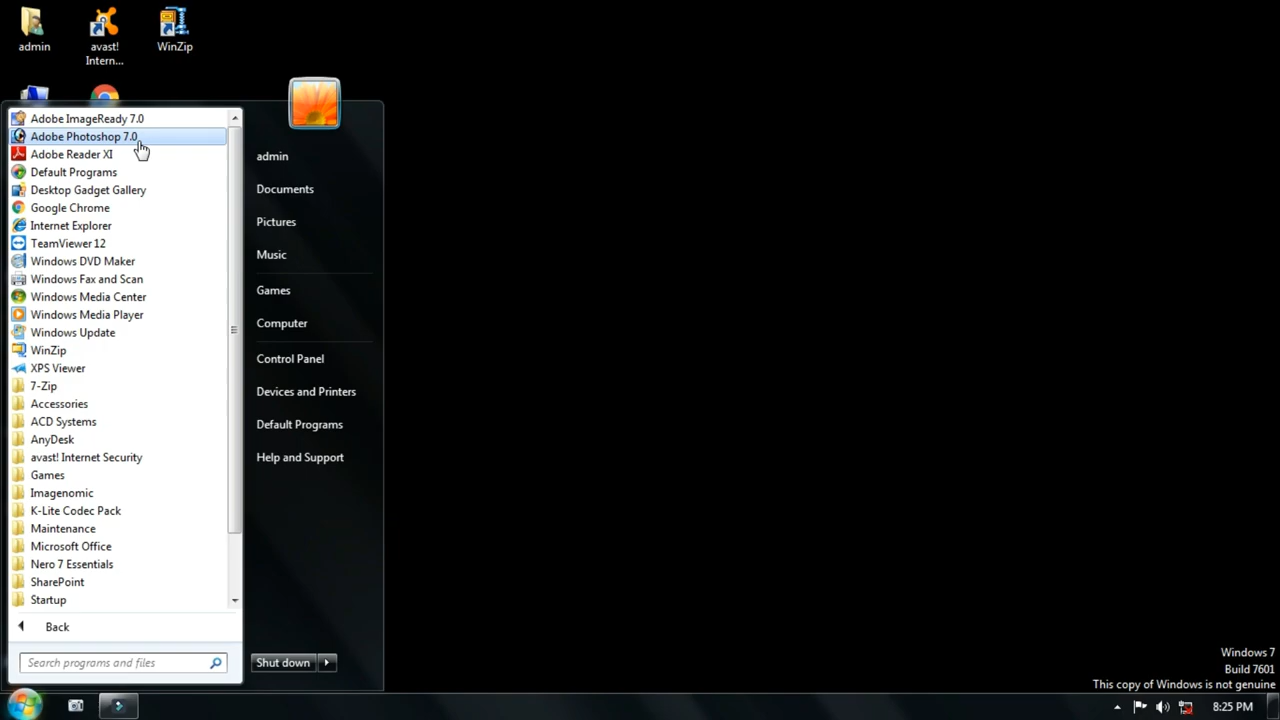 admin
avast!
Intern...
WinZip
Adobe ImageReady 7.0
Adobe Photoshop 7.0
Adobe Reader XI
Default Programs
Desktop Gadget Gallery
Google Chrome
Internet Explorer
TeamViewer 12
Windows DVD Maker
Windows Fax and Scan
Windows Media Center
Windows Media Player
Windows Update
WinZip
XPS Viewer
7-Zip
Accessories
ACD Systems
AnyDesk
avast! Internet Security
Games
Imagenomic
K-Lite Codec Pack
Maintenance
Microsoft Office
Nero 7 Essentials
SharePoint
Startup
Back
Search programs and files
admin
Documents
Pictures
Music
Games
Computer
Control Panel
Devices and Printers
Default Programs
Help and Support
Shut down
Windows 7
Build 7601
This copy of Windows is not genuine
8:25 PM